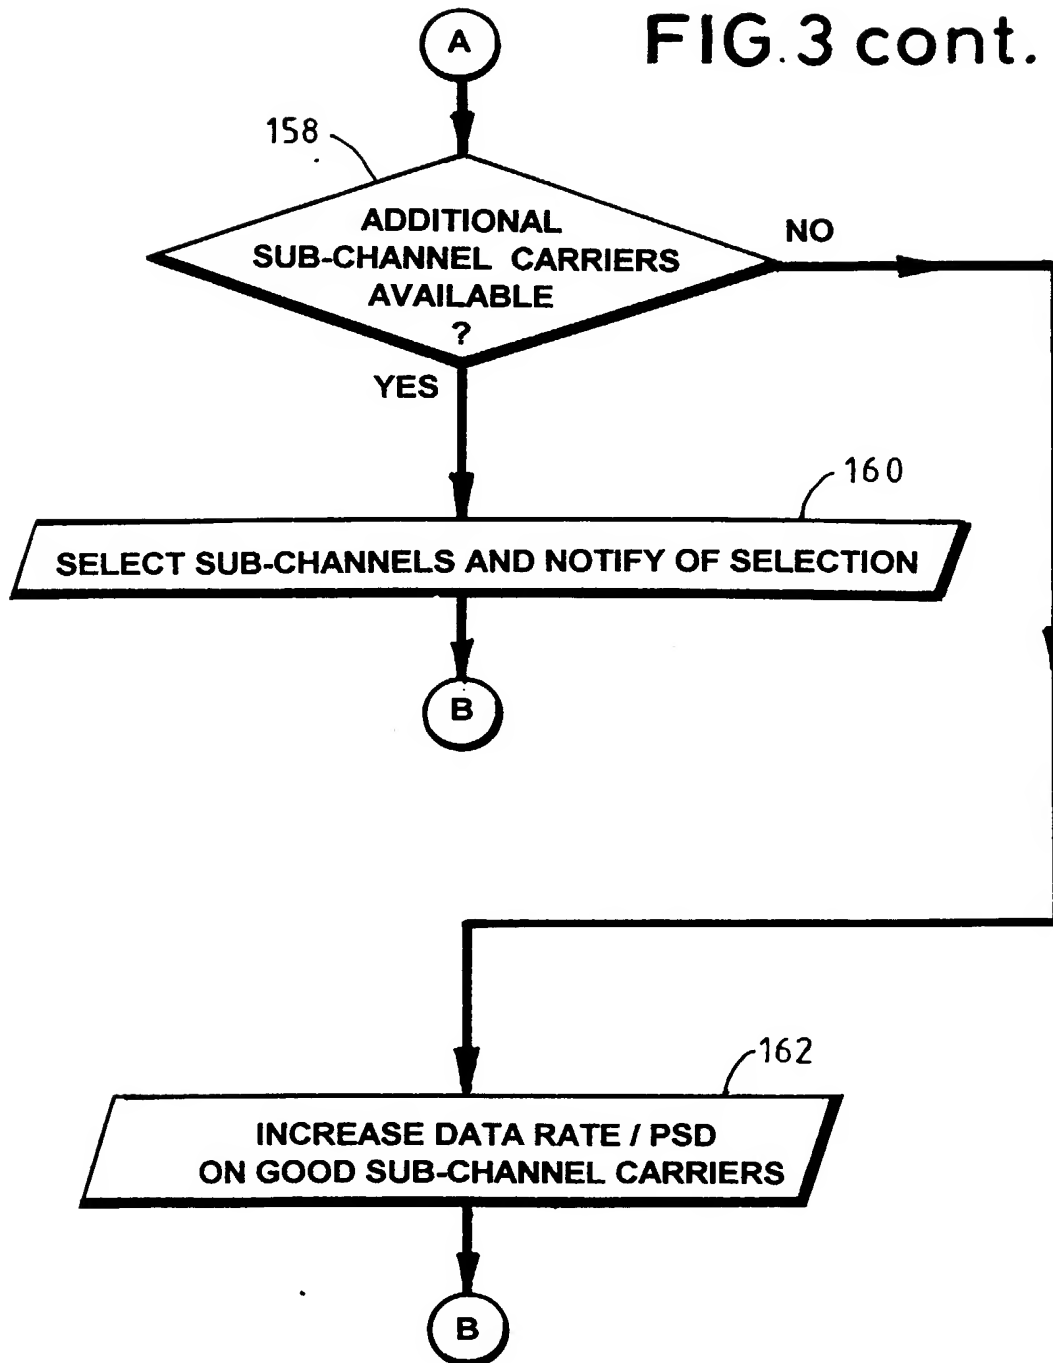 FIG.3 cont.
A
158
ADDITIONAL
SUB-CHANNEL CARRIERS
AVAILABLE
?
NO
YES
160
SELECT SUB-CHANNELS AND NOTIFY OF SELECTION
B
162
INCREASE DATA RATE / PSD
ON GOOD SUB-CHANNEL CARRIERS
B